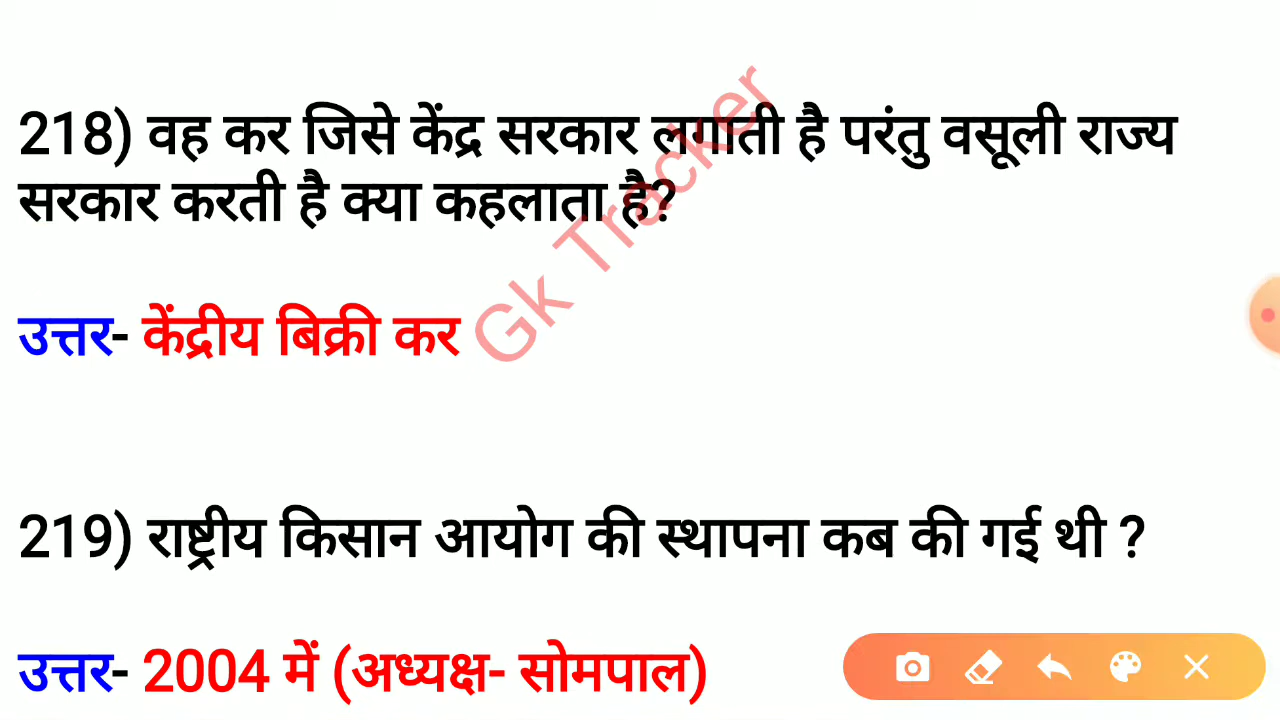 218) वह कर जिसे केंद्र सरकार लगाती है परंतु वसूली राज्य
सरकार करती है क्या कहलाता है?
उत्तर- केंद्रीय बिक्री कर
Gk Tracker
219) राष्ट्रीय किसान आयोग की स्थापना कब की गई थी ?
उत्तर- 2004 में (अध्यक्ष- सोमपाल)